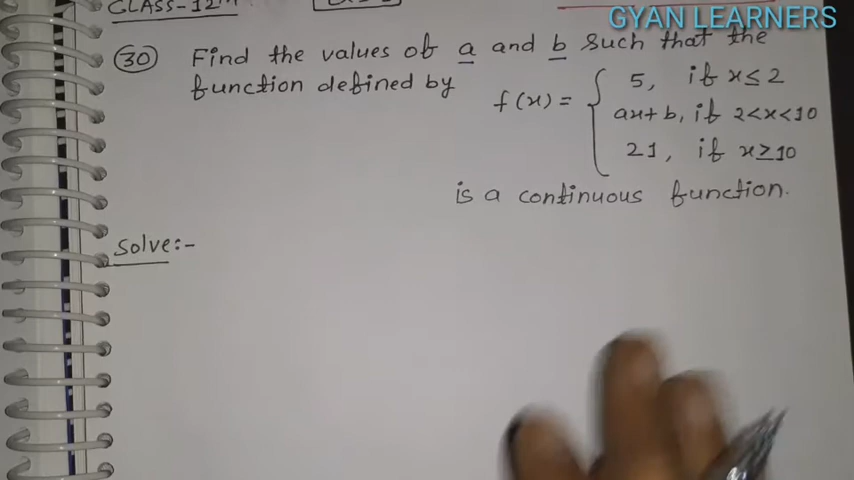 CLASS-12th
GYAN LEARNERS
30 Find the values of a and b such that the
function defined by
f(x) = { 5, if x ≤ 2
ax+b, if 2<x<10
21, if x ≥ 10
is a continuous function.
Solve:-